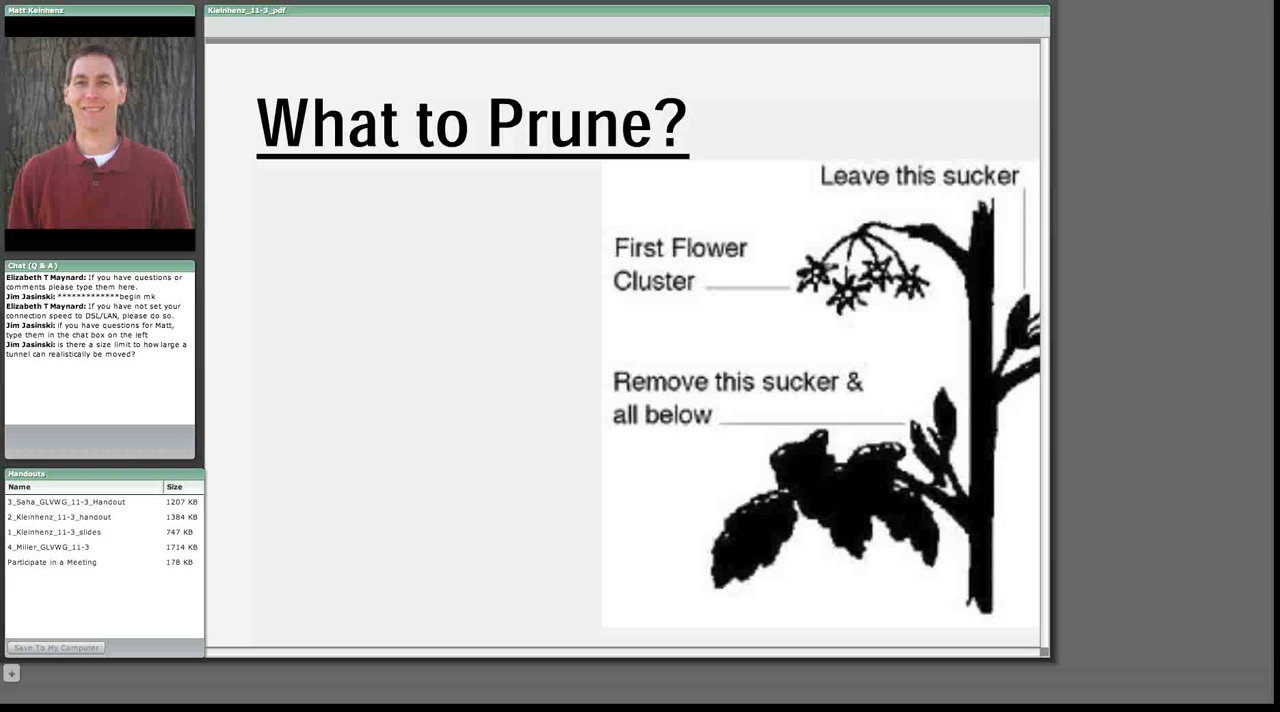 Matt Keinhenz
Kleinhenz_11-3_pdf
What to Prune?
Leave this sucker
First Flower
Cluster
Remove this sucker &
all below
Chat (Q & A)
Elizabeth T Maynard: If you have questions or
comments please type them here.
Jim Jasinski: *************begin mk
Elizabeth T Maynard: If you have not set your
connection speed to DSL/LAN, please do so.
Jim Jasinski: if you have questions for Matt,
type them in the chat box on the left
Jim Jasinski: is there a size limit to how large a
tunnel can realistically be moved?
Handouts
Name Size
3_Saha_GLVWG_11-3_Handout 1207 KB
2_Kleinhenz_11-3_handout 1384 KB
1_Kleinhenz_11-3_slides 747 KB
4_Miller_GLVWG_11-3 1714 KB
Participate in a Meeting 178 KB
Save To My Computer